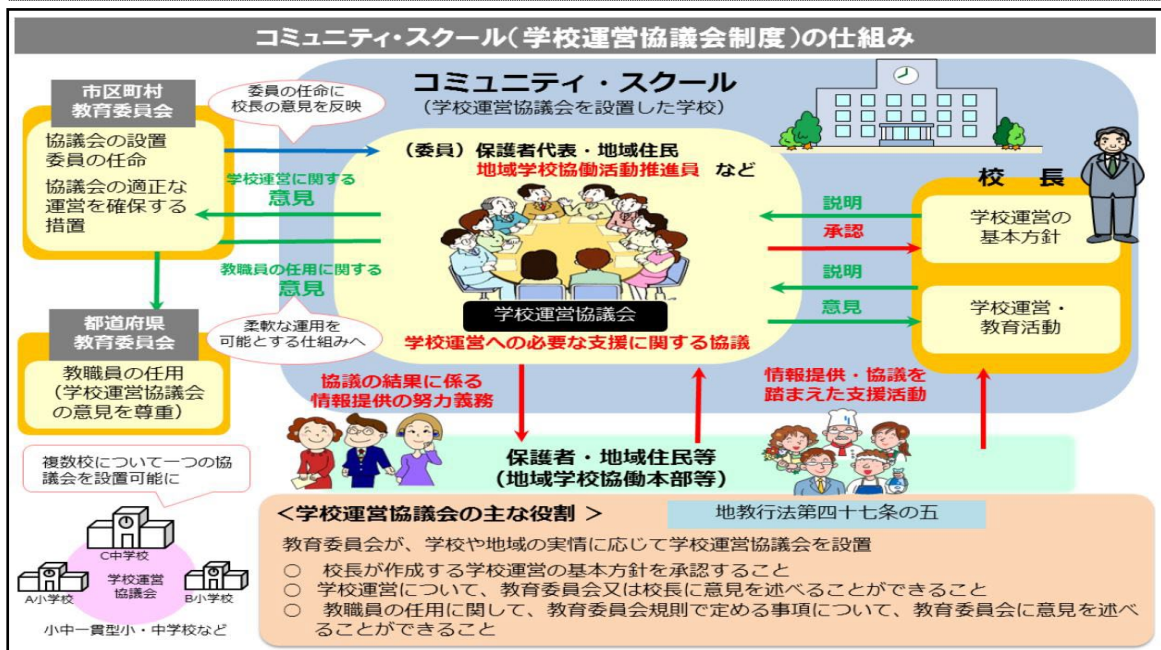 コミュニティ・スクール(学校運営協議会制度)の仕組み
市区町村
教育委員会
協議会の設置
委員の任命
協議会の適正な
運営を確保する
措置
委員の任命に
校長の意見を反映
コミュニティ・スクール
(学校運営協議会を設置した学校)
(委員)保護者代表・地域住民
地域学校協働活動推進員 など
学校運営に関する
意見
教職員の任用に関する
意見
柔軟な運用を
可能とする仕組みへ
学校運営協議会
学校運営への必要な支援に関する協議
校 長
説明
承認
学校運営の
基本方針
説明
意見
学校運営・
教育活動
都道府県
教育委員会
教職員の任用
(学校運営協議会
の意見を尊重)
協議の結果に係る
情報提供の努力義務
情報提供・協議を
踏まえた支援活動
保護者・地域住民等
(地域学校協働本部等)
複数校について一つの協
議会を設置可能に
C中学校
学校運営
協議会
A小学校
B小学校
小中一貫型小・中学校など
<学校運営協議会の主な役割 >
地教行法第四十七条の五
教育委員会が、学校や地域の実情に応じて学校運営協議会を設置
○ 校長が作成する学校運営の基本方針を承認すること
○ 学校運営について、教育委員会又は校長に意見を述べることができること
○ 教職員の任用に関して、教育委員会規則で定める事項について、教育委員会に意見を述べ
ることができること